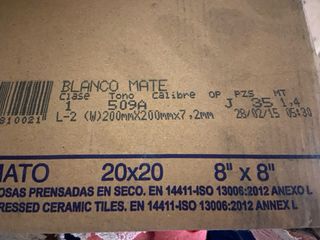 BLANCO MATE
Clase Tono Calibre OP PZS MT
1 509A J 35 1,4
810021 L-2 (W)200mmX200mmx7,2mm 28/02/15 05:30
MATO 20x20 8" x 8"
OSAS PRENSADAS EN SECO. EN 14411-ISO 13006:2012 ANEXO L
RESSED CERAMIC TILES. EN 14411-ISO 13006:2012 ANNEX L